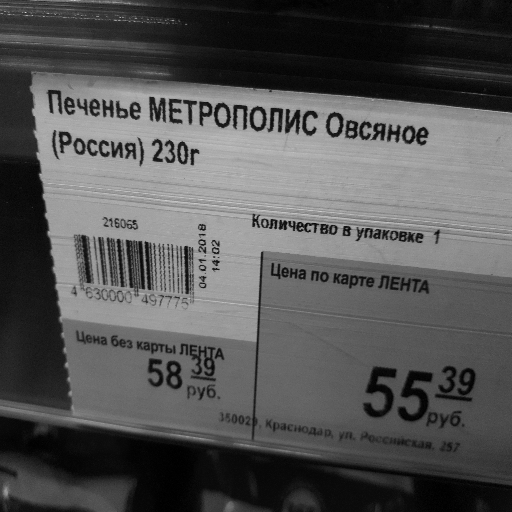 Печенье МЕТРОПОЛИС Овсяное
(Россия) 230г
216065
04.01.2018
14:02
4 630000 497775
Количество в упаковке 1
Цена по карте ЛЕНТА
55 39
руб.
Цена без карты ЛЕНТА
58 39
руб.
350029, Краснодар, ул. Российская, 257